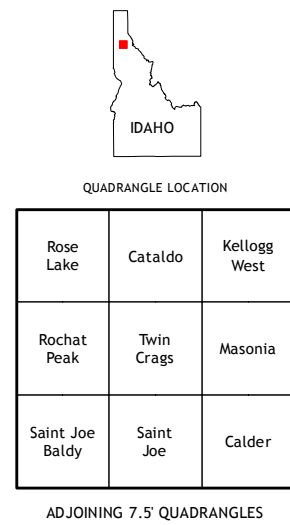 IDAHO
QUADRANGLE LOCATION
Rose
Lake
Cataldo
Kellogg
West
Rochat
Peak
Twin
Crags
Masonia
Saint Joe
Baldy
Saint
Joe
Calder
ADJOINING 7.5' QUADRANGLES